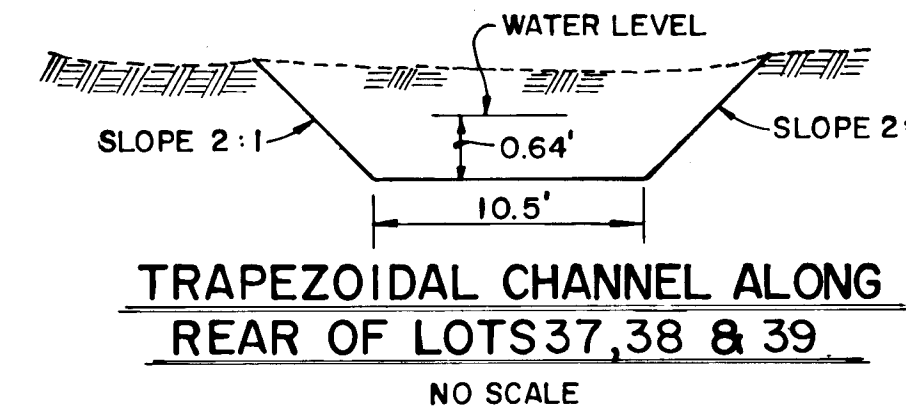 WATER LEVEL
SLOPE 2:1
0.64'
SLOPE 2:
10.5'
TRAPEZOIDAL CHANNEL ALONG
REAR OF LOTS 37, 38 & 39
NO SCALE